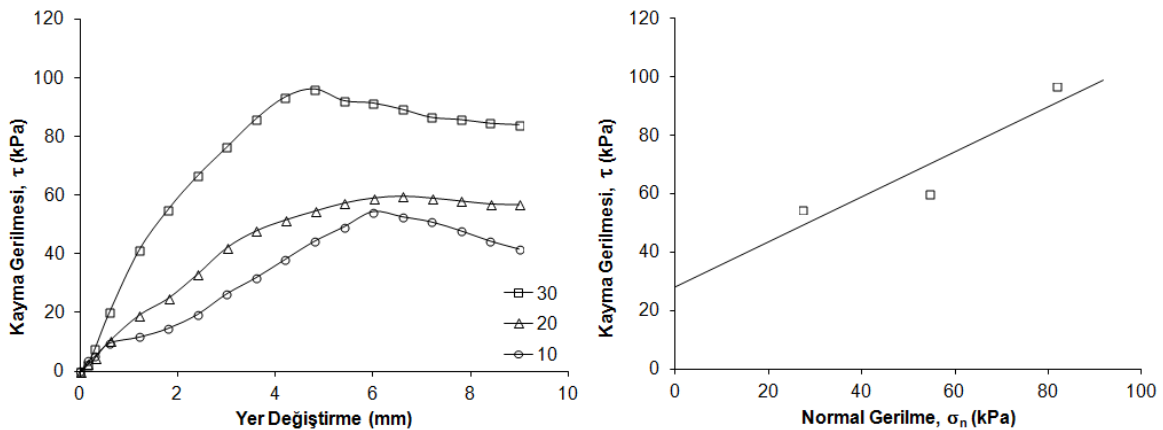 120
100
80
60
40
20
0
Kayma Gerilmesi, τ (kPa)
0 2 4 6 8 10
Yer Değiştirme (mm)
30
20
10
120
100
80
60
40
20
0
Kayma Gerilmesi, τ (kPa)
0 20 40 60 80 100
Normal Gerilme, σn (kPa)